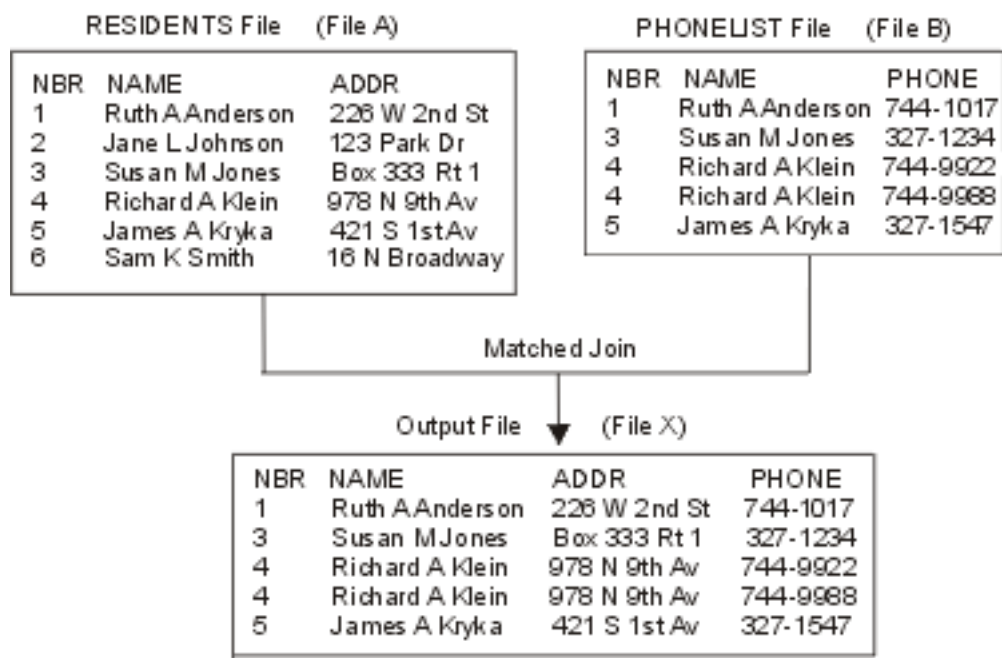 RESIDENTS File (File A)
NBR NAME ADDR
1 Ruth A Anderson 226 W 2nd St
2 Jane L Johnson 123 Park Dr
3 Susan M Jones Box 333 Rt 1
4 Richard A Klein 978 N 9th Av
5 James A Kryka 421 S 1st Av
6 Sam K Smith 16 N Broadway
PHONELIST File (File B)
NBR NAME PHONE
1 Ruth A Anderson 744-1017
3 Susan M Jones 327-1234
4 Richard A Klein 744-9922
4 Richard A Klein 744-9988
5 James A Kryka 327-1547
Matched Join
Output File (File X)
NBR NAME ADDR PHONE
1 Ruth A Anderson 226 W 2nd St 744-1017
3 Susan M Jones Box 333 Rt 1 327-1234
4 Richard A Klein 978 N 9th Av 744-9922
4 Richard A Klein 978 N 9th Av 744-9988
5 James A Kryka 421 S 1st Av 327-1547